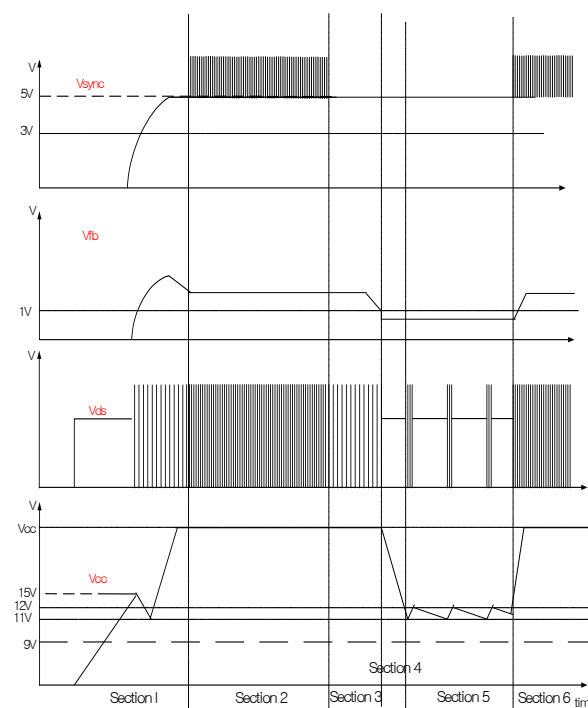 V
Vsync
5V
3V
V
Vfb
1V
V
Vds
V
Vcc
Vcc
15V
12V
11V
9V
Section 4
Section I
Section 2
Section 3
Section 5
Section 6
tim